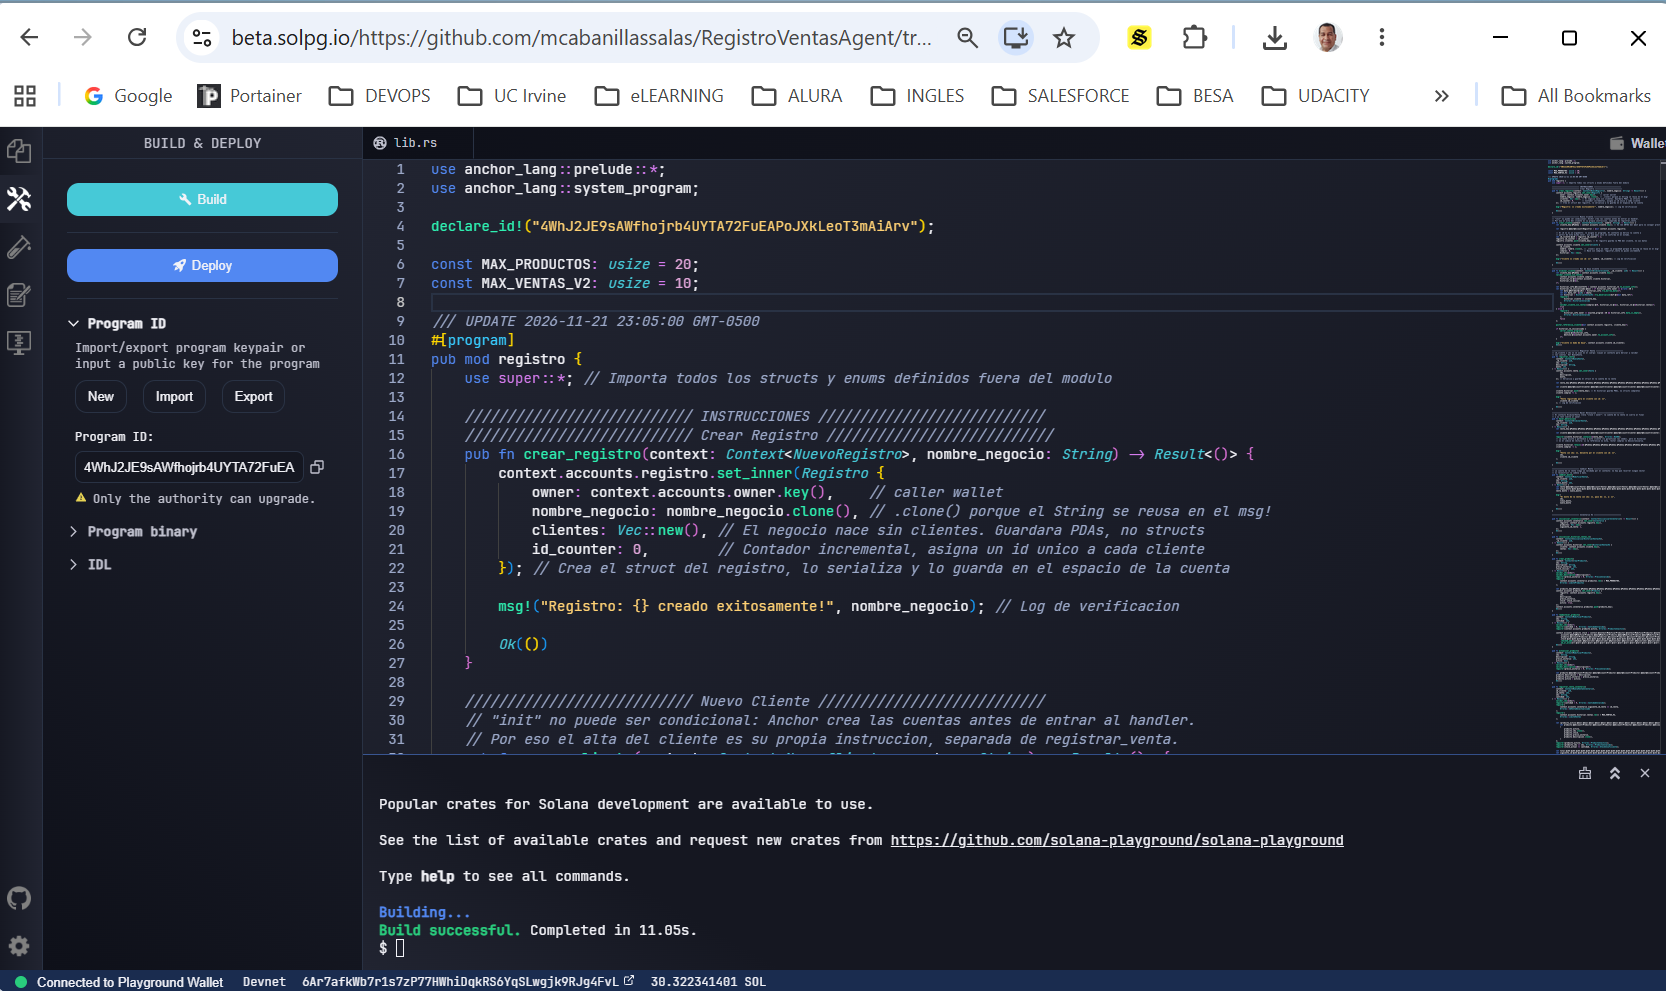 beta.solpg.io/https://github.com/mcabanillassalas/RegistroVentasAgent/tr...
Google
Portainer
DEVOPS
UC Irvine
eLEARNING
ALURA
INGLES
SALESFORCE
BESA
UDACITY
»
All Bookmarks
BUILD & DEPLOY
Build
Deploy
Program ID
Import/export program keypair or
input a public key for the program
New
Import
Export
Program ID:
4WhJ2JE9sAWfhojrb4UYTA72FuEA
Only the authority can upgrade.
Program binary
IDL
lib.rs
Wallet
1 use anchor_lang::prelude::*;
2 use anchor_lang::system_program;
3
4 declare_id!("4WhJ2JE9sAWfhojrb4UYTA72FuEAPoJXkLeoT3mAiArv");
5
6 const MAX_PRODUCTOS: usize = 20;
7 const MAX_VENTAS_V2: usize = 10;
8
9 /// UPDATE 2026-11-21 23:05:00 GMT-0500
10 #[program]
11 pub mod registro {
12 use super::*; // Importa todos los structs y enums definidos fuera del modulo
13
14 /////////////////////////// INSTRUCCIONES ///////////////////////////
15 /////////////////////////// Crear Registro ///////////////////////////
16 pub fn crear_registro(context: Context<NuevoRegistro>, nombre_negocio: String) -> Result<()> {
17 context.accounts.registro.set_inner(Registro {
18 owner: context.accounts.owner.key(), // caller wallet
19 nombre_negocio: nombre_negocio.clone(), // .clone() porque el String se reusa en el msg!
20 clientes: Vec::new(), // El negocio nace sin clientes. Guardara PDAs, no structs
21 id_counter: 0, // Contador incremental, asigna un id unico a cada cliente
22 }); // Crea el struct del registro, lo serializa y lo guarda en el espacio de la cuenta
23
24 msg!("Registro: {} creado exitosamente!", nombre_negocio); // Log de verificacion
25
26 Ok(())
27 }
28
29 /////////////////////////// Nuevo Cliente ///////////////////////////
30 // "init" no puede ser condicional: Anchor crea las cuentas antes de entrar al handler.
31 // Por eso el alta del cliente es su propia instruccion, separada de registrar_venta.
Popular crates for Solana development are available to use.
See the list of available crates and request new crates from https://github.com/solana-playground/solana-playground
Type help to see all commands.
Building...
Build successful. Completed in 11.05s.
$
Connected to Playground Wallet
Devnet
6Ar7afkWb7r1s7zP77HWhiDqkRS6YqSLwgjk9RJg4FvL
30.322341401 SOL